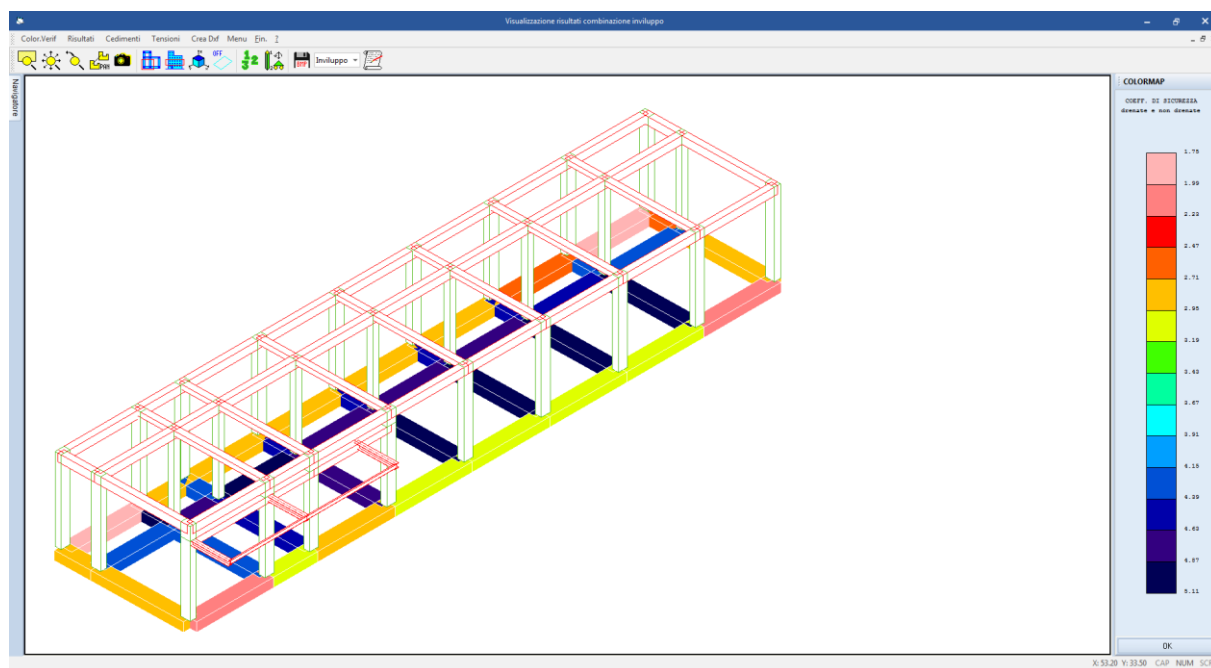 Visualizzazione risultati combinazione inviluppo
Color.Verif Risultati Cedimenti Tensioni Crea Dxf Menu Fin. ?
PAN
OFF
Inviluppo
Navigatore
COLORMAP
COEFF. DI SICUREZZA
drenate e non drenate
1.75
1.99
2.23
2.47
2.71
2.95
3.19
3.43
3.67
3.91
4.15
4.39
4.63
4.87
5.11
OK
X: 53.20 Y: 33.50 CAP NUM SCR